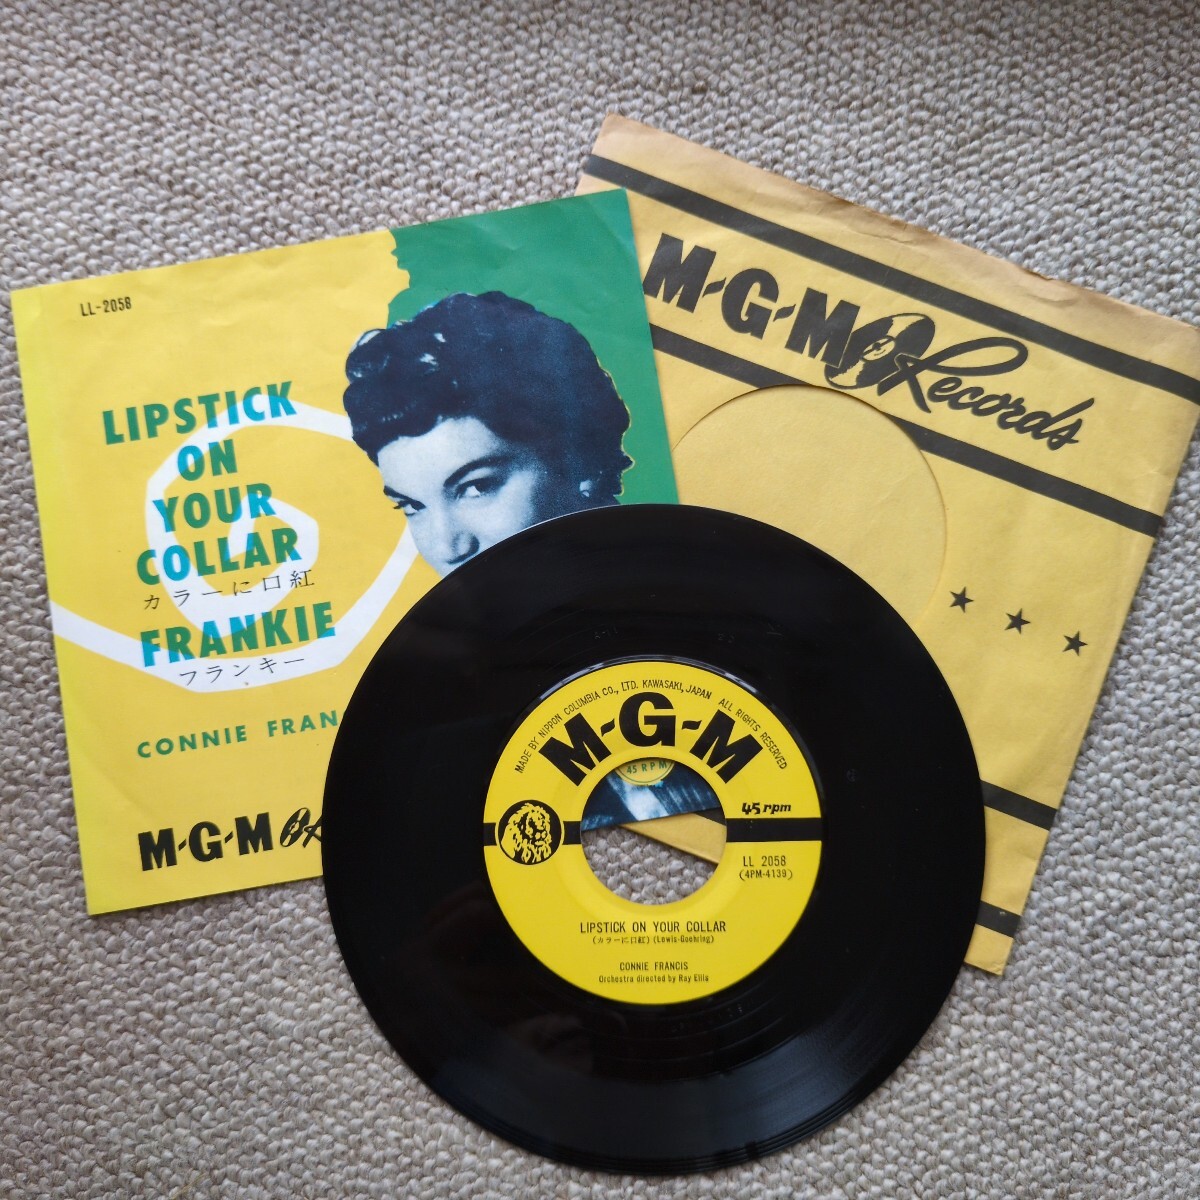 LL-2058
LIPSTICK
ON
YOUR
COLLAR
カラーに口紅
FRANKIE
フランキー
CONNIE FRAN
M-G-M
M-G-M Records
MADE BY NIPPON COLUMBIA CO., LTD. KAWASAKI, JAPAN ALL RIGHTS RESERVED
M-G-M
45 RPM
45 rpm
LL 2058
(4PM-4139)
LIPSTICK ON YOUR COLLAR
(カラーに口紅) (Lewis-Goehring)
CONNIE FRANCIS
Orchestra directed by Ray Ellis